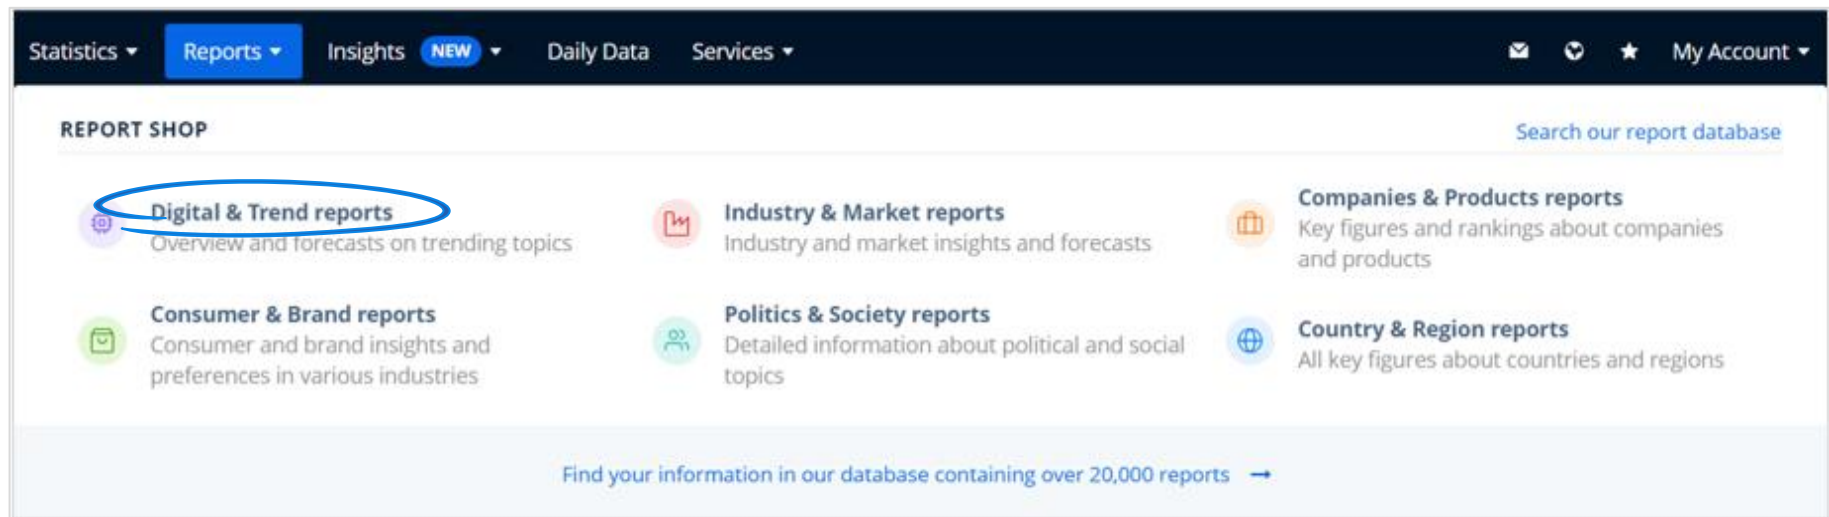 Statistics Reports Insights NEW Daily Data Services My Account
REPORT SHOP
Search our report database
Digital & Trend reports
Overview and forecasts on trending topics
Industry & Market reports
Industry and market insights and forecasts
Companies & Products reports
Key figures and rankings about companies
and products
Consumer & Brand reports
Consumer and brand insights and
preferences in various industries
Politics & Society reports
Detailed information about political and social
topics
Country & Region reports
All key figures about countries and regions
Find your information in our database containing over 20,000 reports →